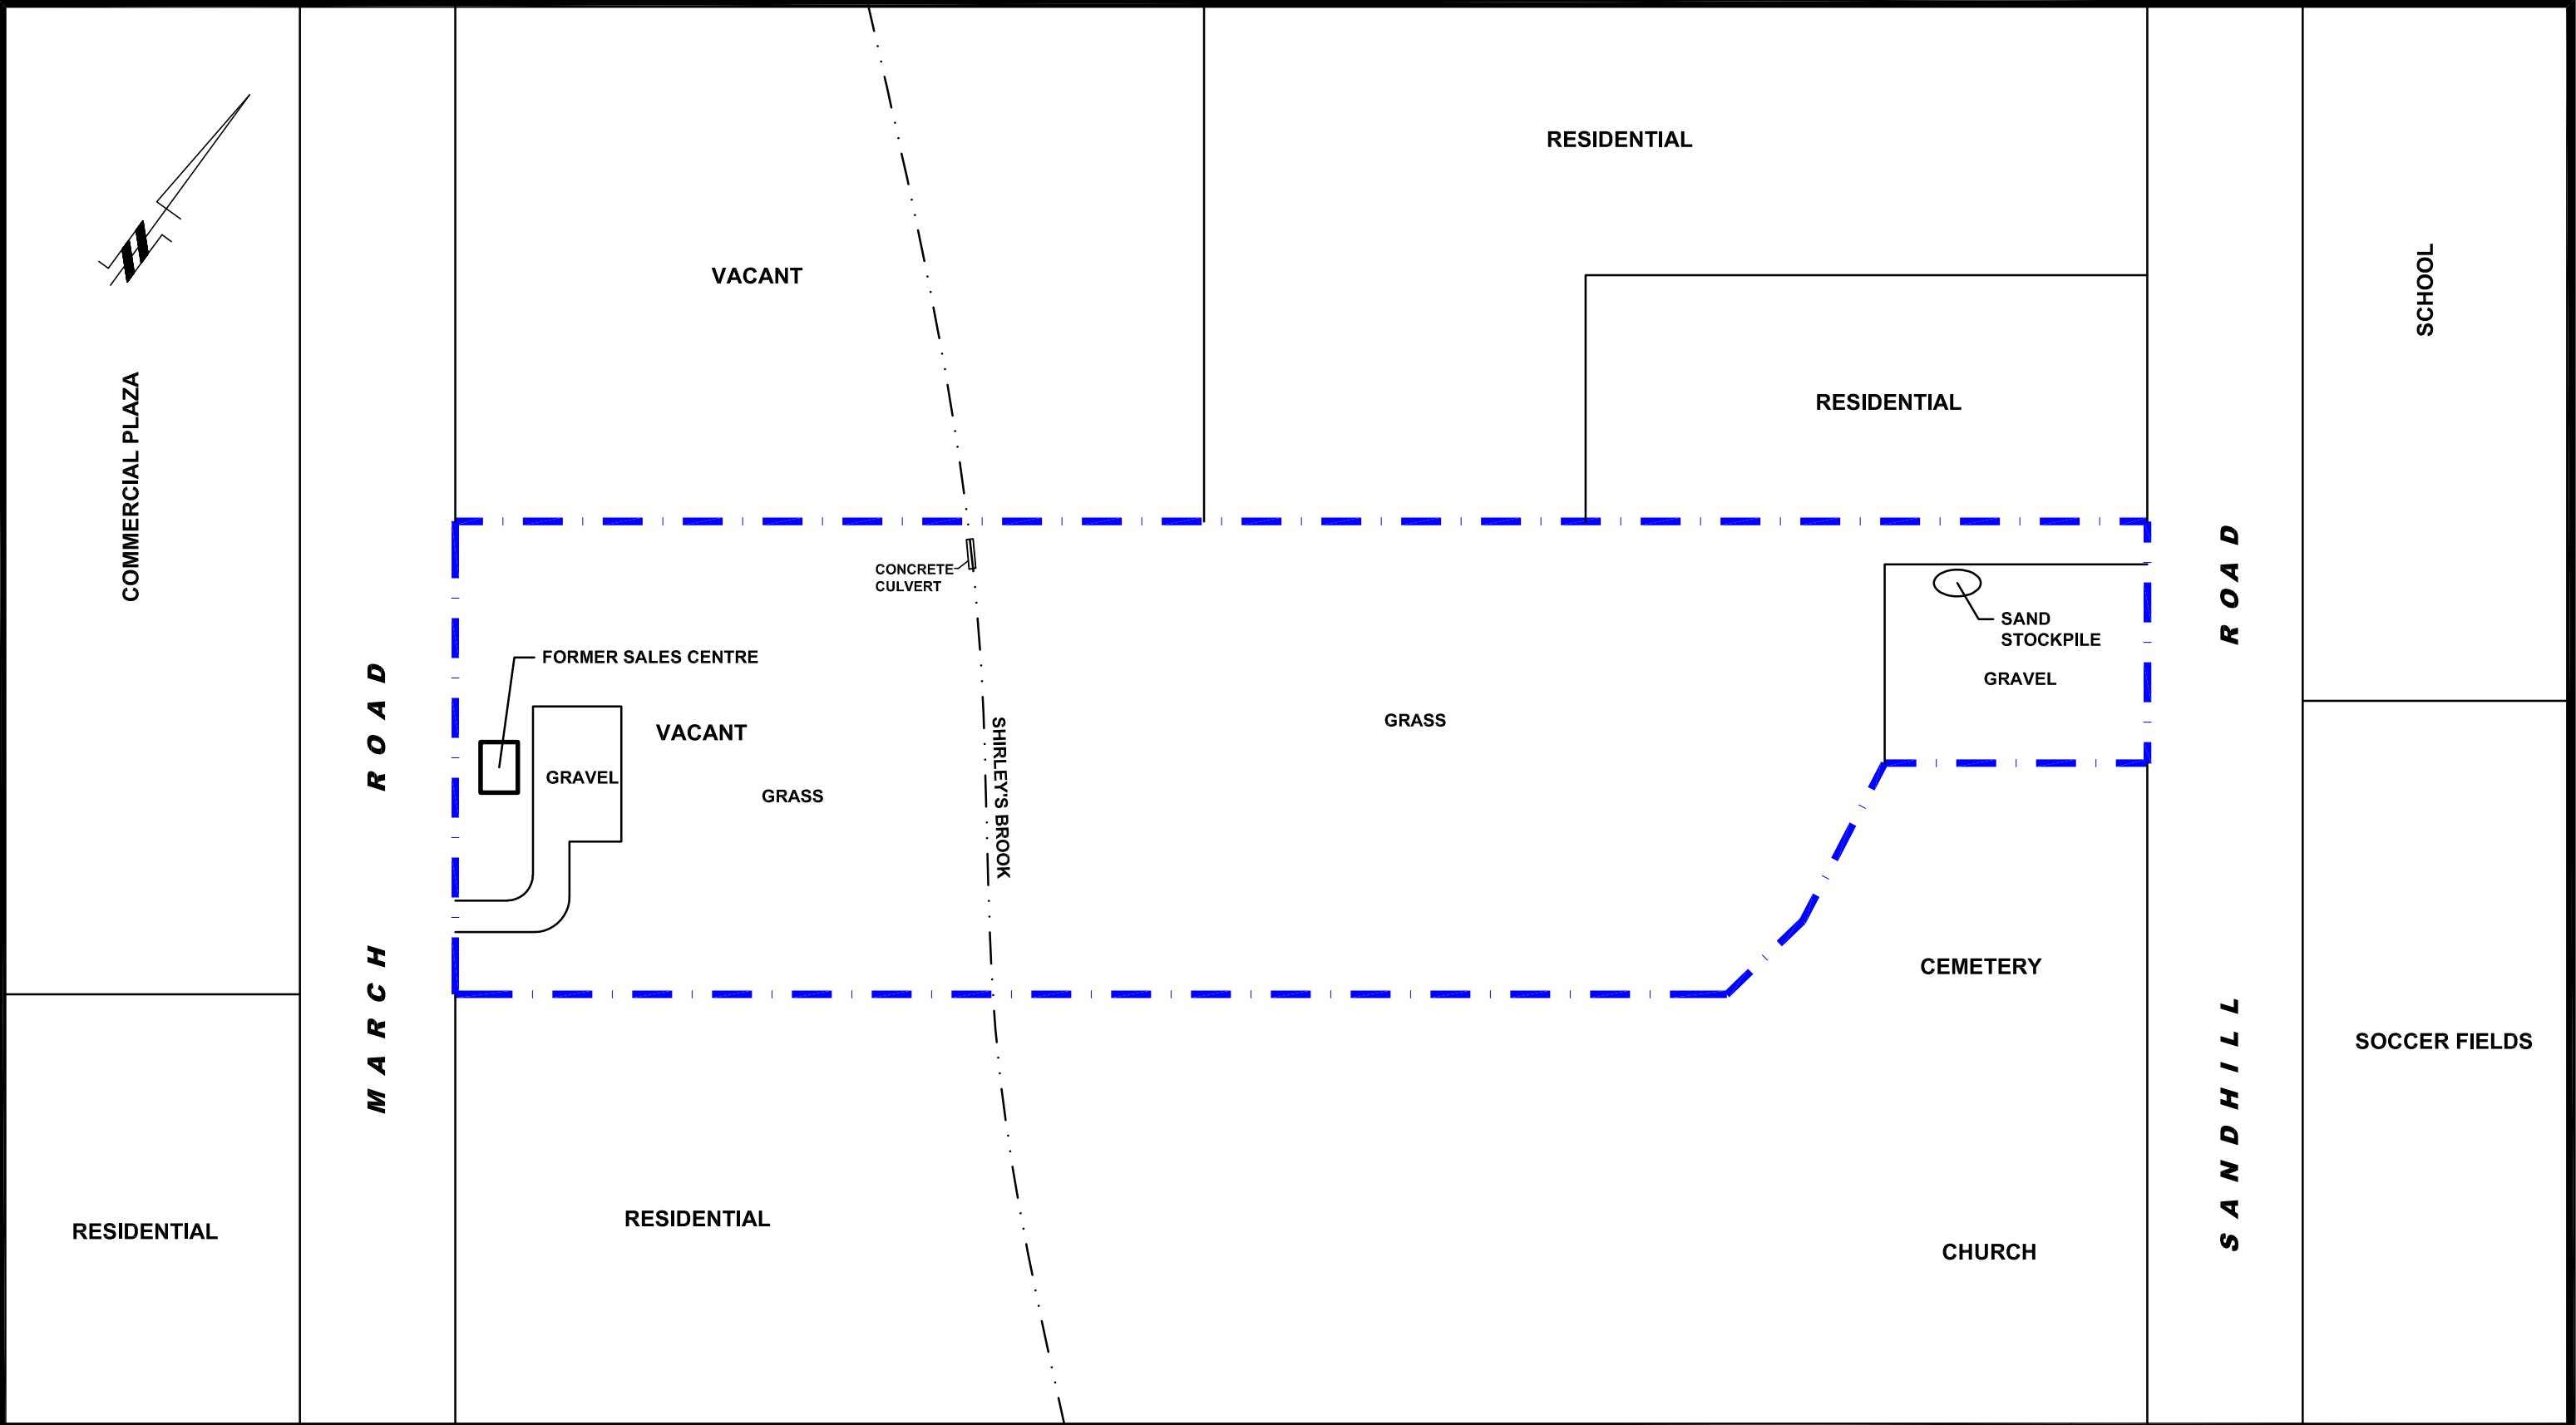 RESIDENTIAL
VACANT
SCHOOL
COMMERCIAL PLAZA
RESIDENTIAL
CONCRETE
CULVERT
SAND
STOCKPILE
GRAVEL
FORMER SALES CENTRE
VACANT
GRAVEL
GRASS
GRASS
SHIRLEY'S BROOK
MARCH ROAD
SANDHILL ROAD
CEMETERY
SOCCER FIELDS
RESIDENTIAL
RESIDENTIAL
CHURCH